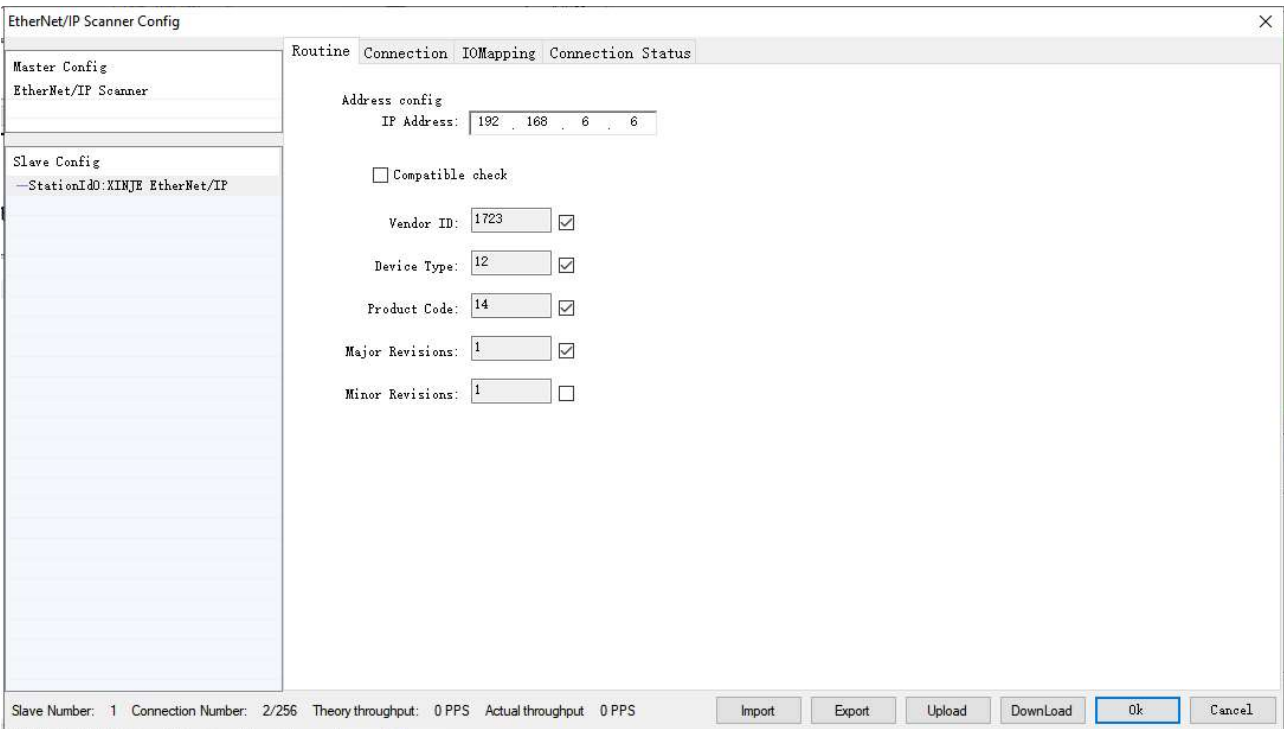 EtherNet/IP Scanner Config
Master Config
EtherNet/IP Scanner
Slave Config
StationId0:XINJE EtherNet/IP
Routine Connection IOMapping Connection Status
Address config
IP Address: 192 . 168 . 6 . 6
Compatible check
Vendor ID: 1723
Device Type: 12
Product Code: 14
Major Revisions: 1
Minor Revisions: 1
Slave Number: 1 Connection Number: 2/256 Theory throughput: 0 PPS Actual throughput 0 PPS Import Export Upload DownLoad Ok Cancel